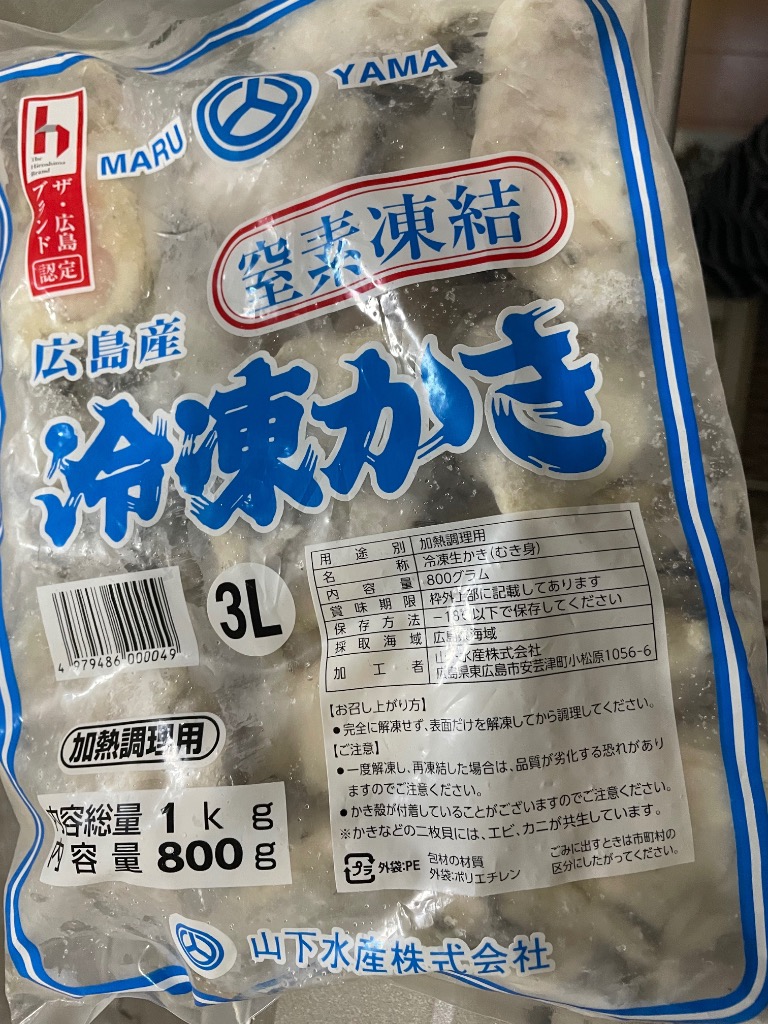 MARU YAMA
The
Hiroshima
Brand
ザ・広島
ブランド
認定
窒素凍結
広島産
冷凍かき
用途別 加熱調理用
名称 冷凍生かき(むき身)
内容量 800グラム
賞味期限 枠外上部に記載してあります
保存方法 −18℃以下で保存してください
採取海域 広島 海域
加工者 山下水産株式会社
広島県東広島市安芸津町小松原1056-6
4 979486 000049
3L
【お召し上がり方】
●完全に解凍せず、表面だけを解凍してから調理してください。
【ご注意】
●一度解凍し、再凍結した場合は、品質が劣化する恐れがあり
ますのでご注意ください。
●かき殻が付着していることがございますのでご注意ください。
※かきなどの二枚貝には、エビ、カニが共生しています。
プラ 外袋:PE
包材の材質
外袋:ポリエチレン
ごみに出すときは市町村の
区分にしたがってください。
加熱調理用
内容総量 1kg
内容量 800g
山下水産株式会社